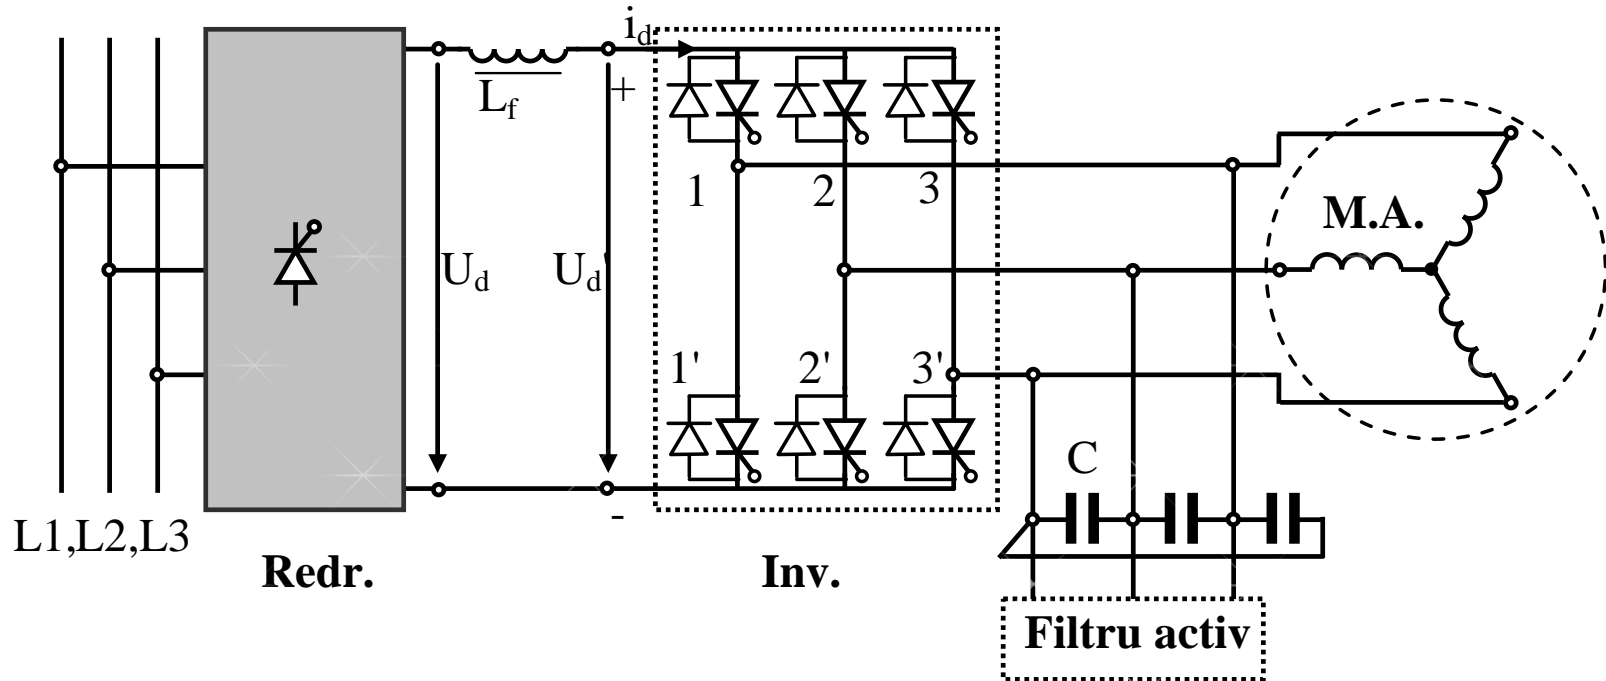 i_d
L_f
+
1 2 3
M.A.
U_d U_d'
1' 2' 3'
C
-
L1,L2,L3
Redr. Inv.
Filtru activ